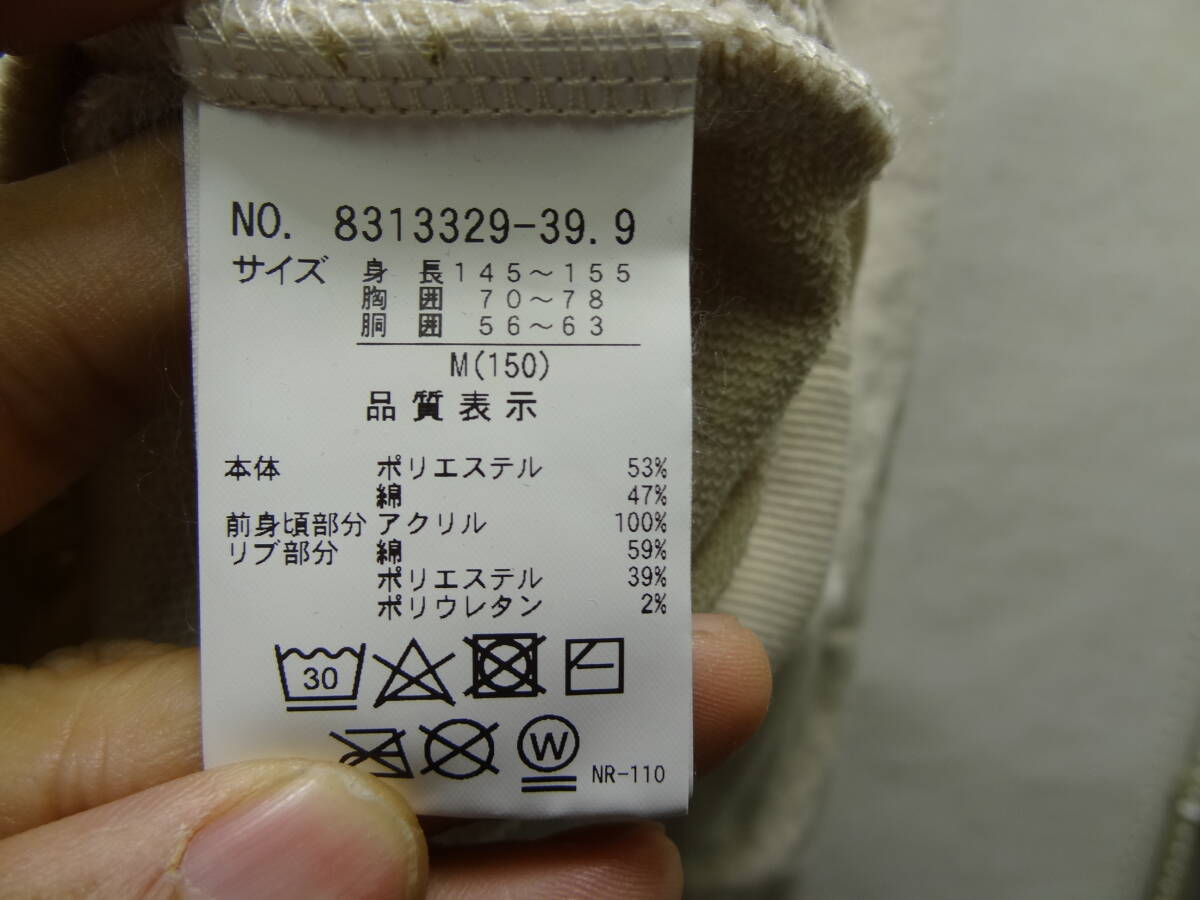 NO. 8313329-39.9
サイズ 身長 145～155
胸囲 70～78
胴囲 56～63
M(150)
品質表示
本体 ポリエステル 53%
綿 47%
前身頃部分 アクリル 100%
リブ部分 綿 59%
ポリエステル 39%
ポリウレタン 2%
30
W
NR-110